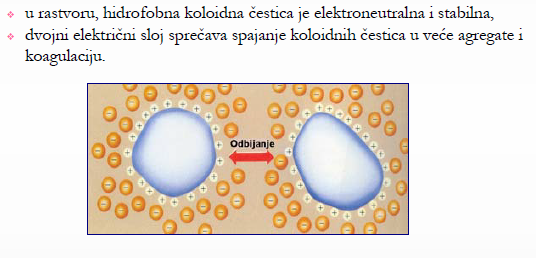 u rastvoru, hidrofobna koloidna čestica je elektroneutralna i stabilna,
dvojni električni sloj sprečava spajanje koloidnih čestica u veće agregate i
koagulaciju.
Odbijanje